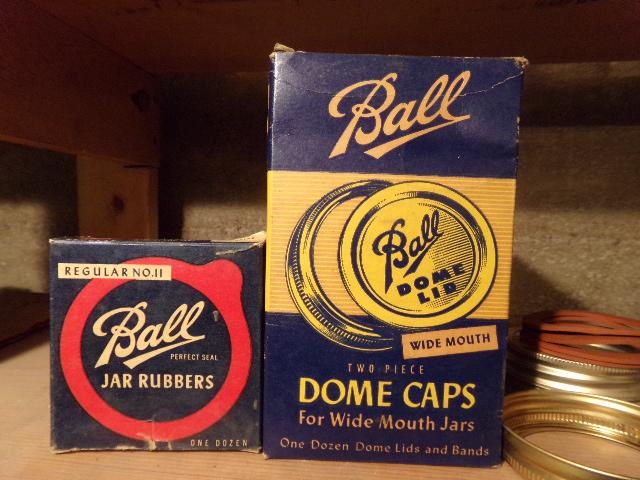 REGULAR NO.11
Ball
PERFECT SEAL
JAR RUBBERS
ONE DOZEN
Ball
Ball
DOME
LID
WIDE MOUTH
TWO PIECE
DOME CAPS
For Wide Mouth Jars
One Dozen Dome Lids and Bands